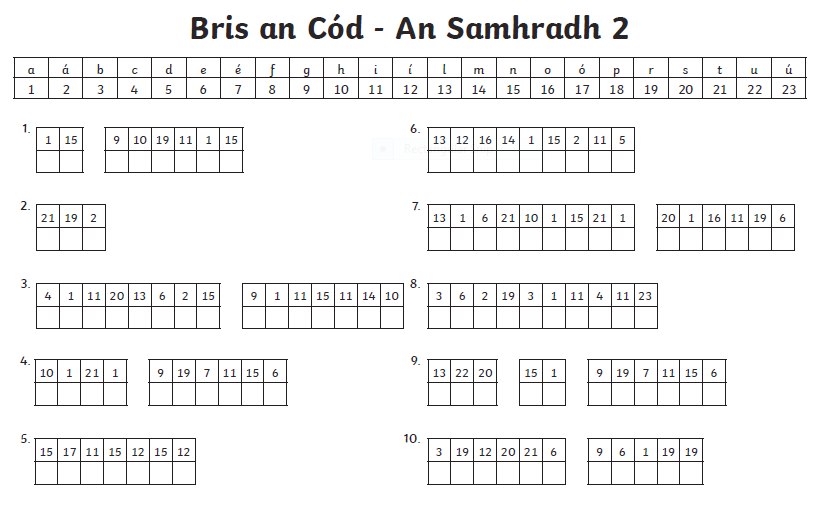 Bris an Cód - An Samhradh 2
a á b c d e é f g h i í l m n o ó p r s t u ú
1 2 3 4 5 6 7 8 9 10 11 12 13 14 15 16 17 18 19 20 21 22 23
1. 1 15 9 10 19 11 1 15
2. 21 19 2
3. 4 1 11 20 13 6 2 15 9 1 11 15 11 14 10
4. 10 1 21 1 9 19 7 11 15 6
5. 15 17 11 15 12 15 12
6. 13 12 16 14 1 15 2 11 5
7. 13 1 6 21 10 1 15 21 1 20 1 16 11 19 6
8. 3 6 2 19 3 1 11 4 11 23
9. 13 22 20 15 1 9 19 7 11 15 6
10. 3 19 12 20 21 6 9 6 1 19 19